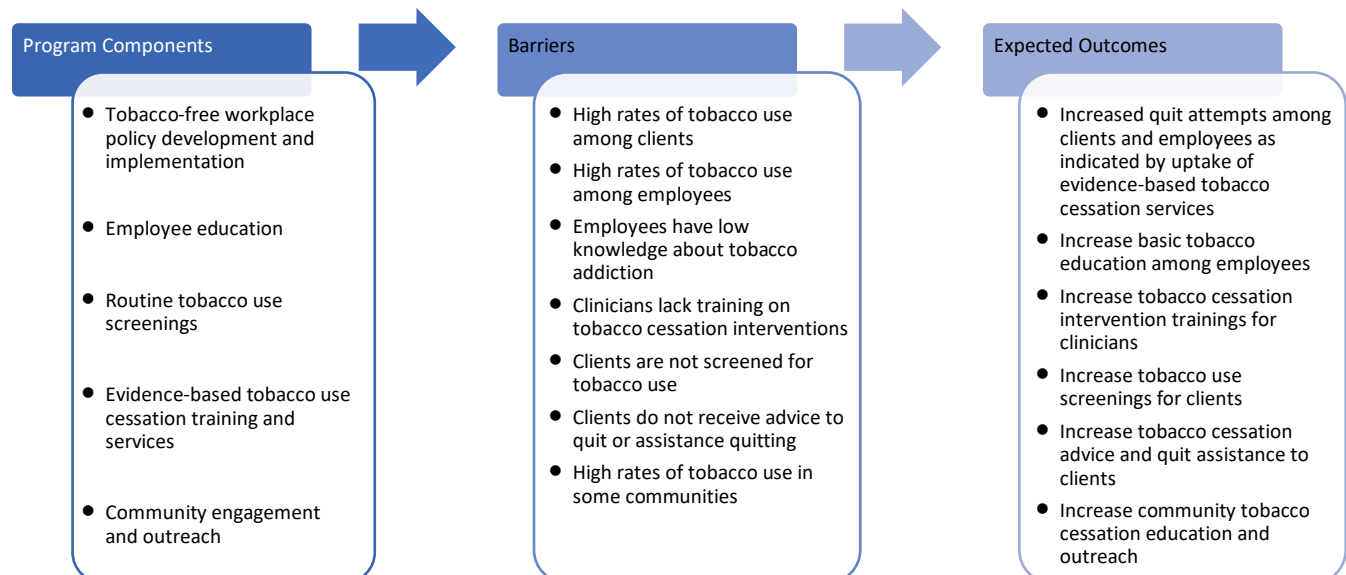 Program Components
● Tobacco-free workplace
policy development and
implementation
● Employee education
● Routine tobacco use
screenings
● Evidence-based tobacco use
cessation training and
services
● Community engagement
and outreach
Barriers
● High rates of tobacco use
among clients
● High rates of tobacco use
among employees
● Employees have low
knowledge about tobacco
addiction
● Clinicians lack training on
tobacco cessation interventions
● Clients are not screened for
tobacco use
● Clients do not receive advice to
quit or assistance quitting
● High rates of tobacco use in
some communities
Expected Outcomes
● Increased quit attempts among
clients and employees as
indicated by uptake of
evidence-based tobacco
cessation services
● Increase basic tobacco
education among employees
● Increase tobacco cessation
intervention trainings for
clinicians
● Increase tobacco use
screenings for clients
● Increase tobacco cessation
advice and quit assistance to
clients
● Increase community tobacco
cessation education and
outreach